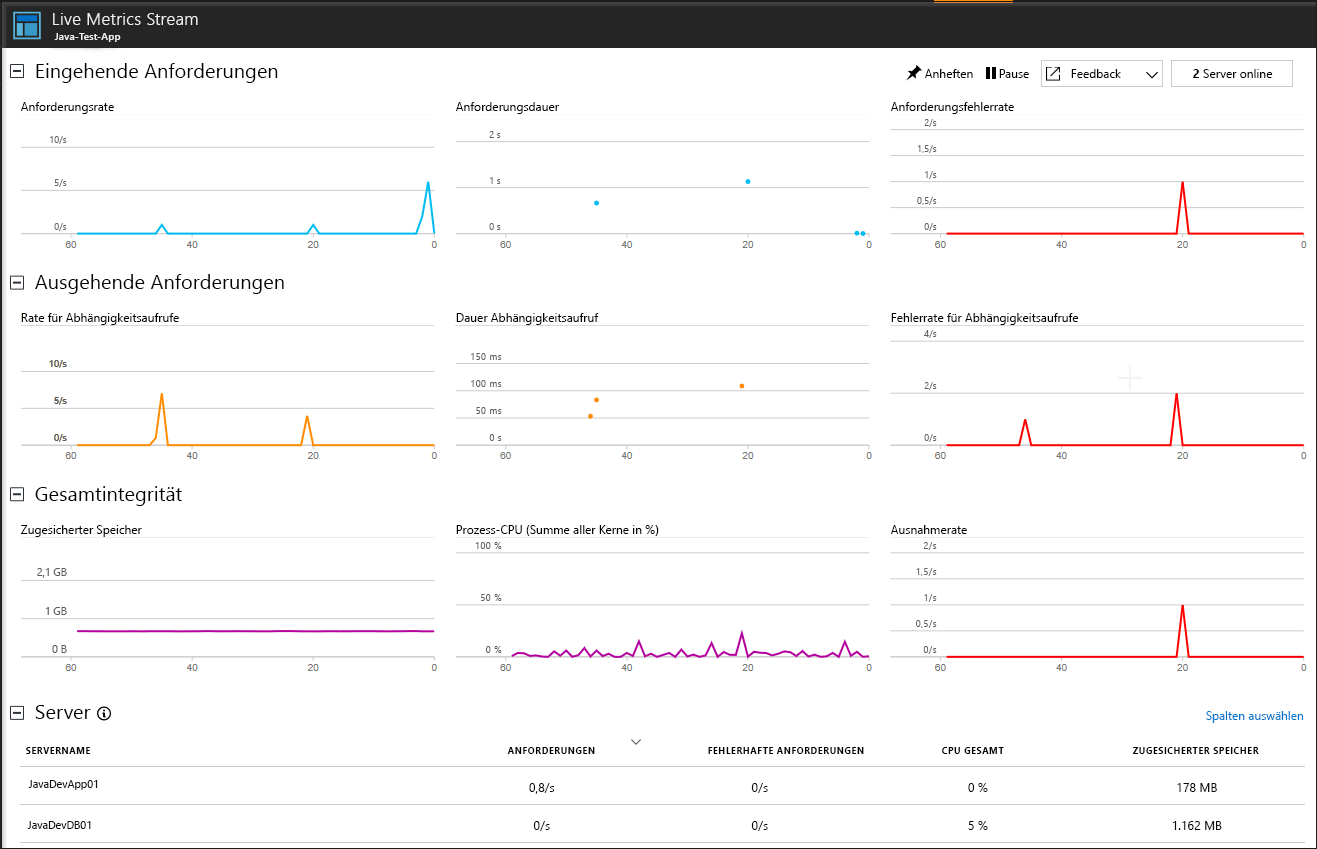 Live Metrics Stream
Java-Test-App
Eingehende Anforderungen
Anheften
Pause
Feedback
2 Server online
Anforderungsrate
10/s
5/s
0/s
60 40 20 0
Anforderungsdauer
2 s
1 s
0 s
60 40 20 0
Anforderungsfehlerrate
2/s
1,5/s
1/s
0,5/s
0/s
60 40 20 0
Ausgehende Anforderungen
Rate für Abhängigkeitsaufrufe
10/s
5/s
0/s
60 40 20 0
Dauer Abhängigkeitsaufruf
150 ms
100 ms
50 ms
0 s
60 40 20 0
Fehlerrate für Abhängigkeitsaufrufe
4/s
2/s
0/s
60 40 20 0
Gesamtintegrität
Zugesicherter Speicher
2,1 GB
1 GB
0 B
60 40 20 0
Prozess-CPU (Summe aller Kerne in %)
100 %
50 %
0 %
60 40 20 0
Ausnahmerate
2/s
1,5/s
1/s
0,5/s
0/s
60 40 20 0
Server
Spalten auswählen
SERVERNAME ANFORDERUNGEN FEHLERHAFTE ANFORDERUNGEN CPU GESAMT ZUGESICHERTER SPEICHER
JavaDevApp01 0,8/s 0/s 0 % 178 MB
JavaDevDB01 0/s 0/s 5 % 1.162 MB